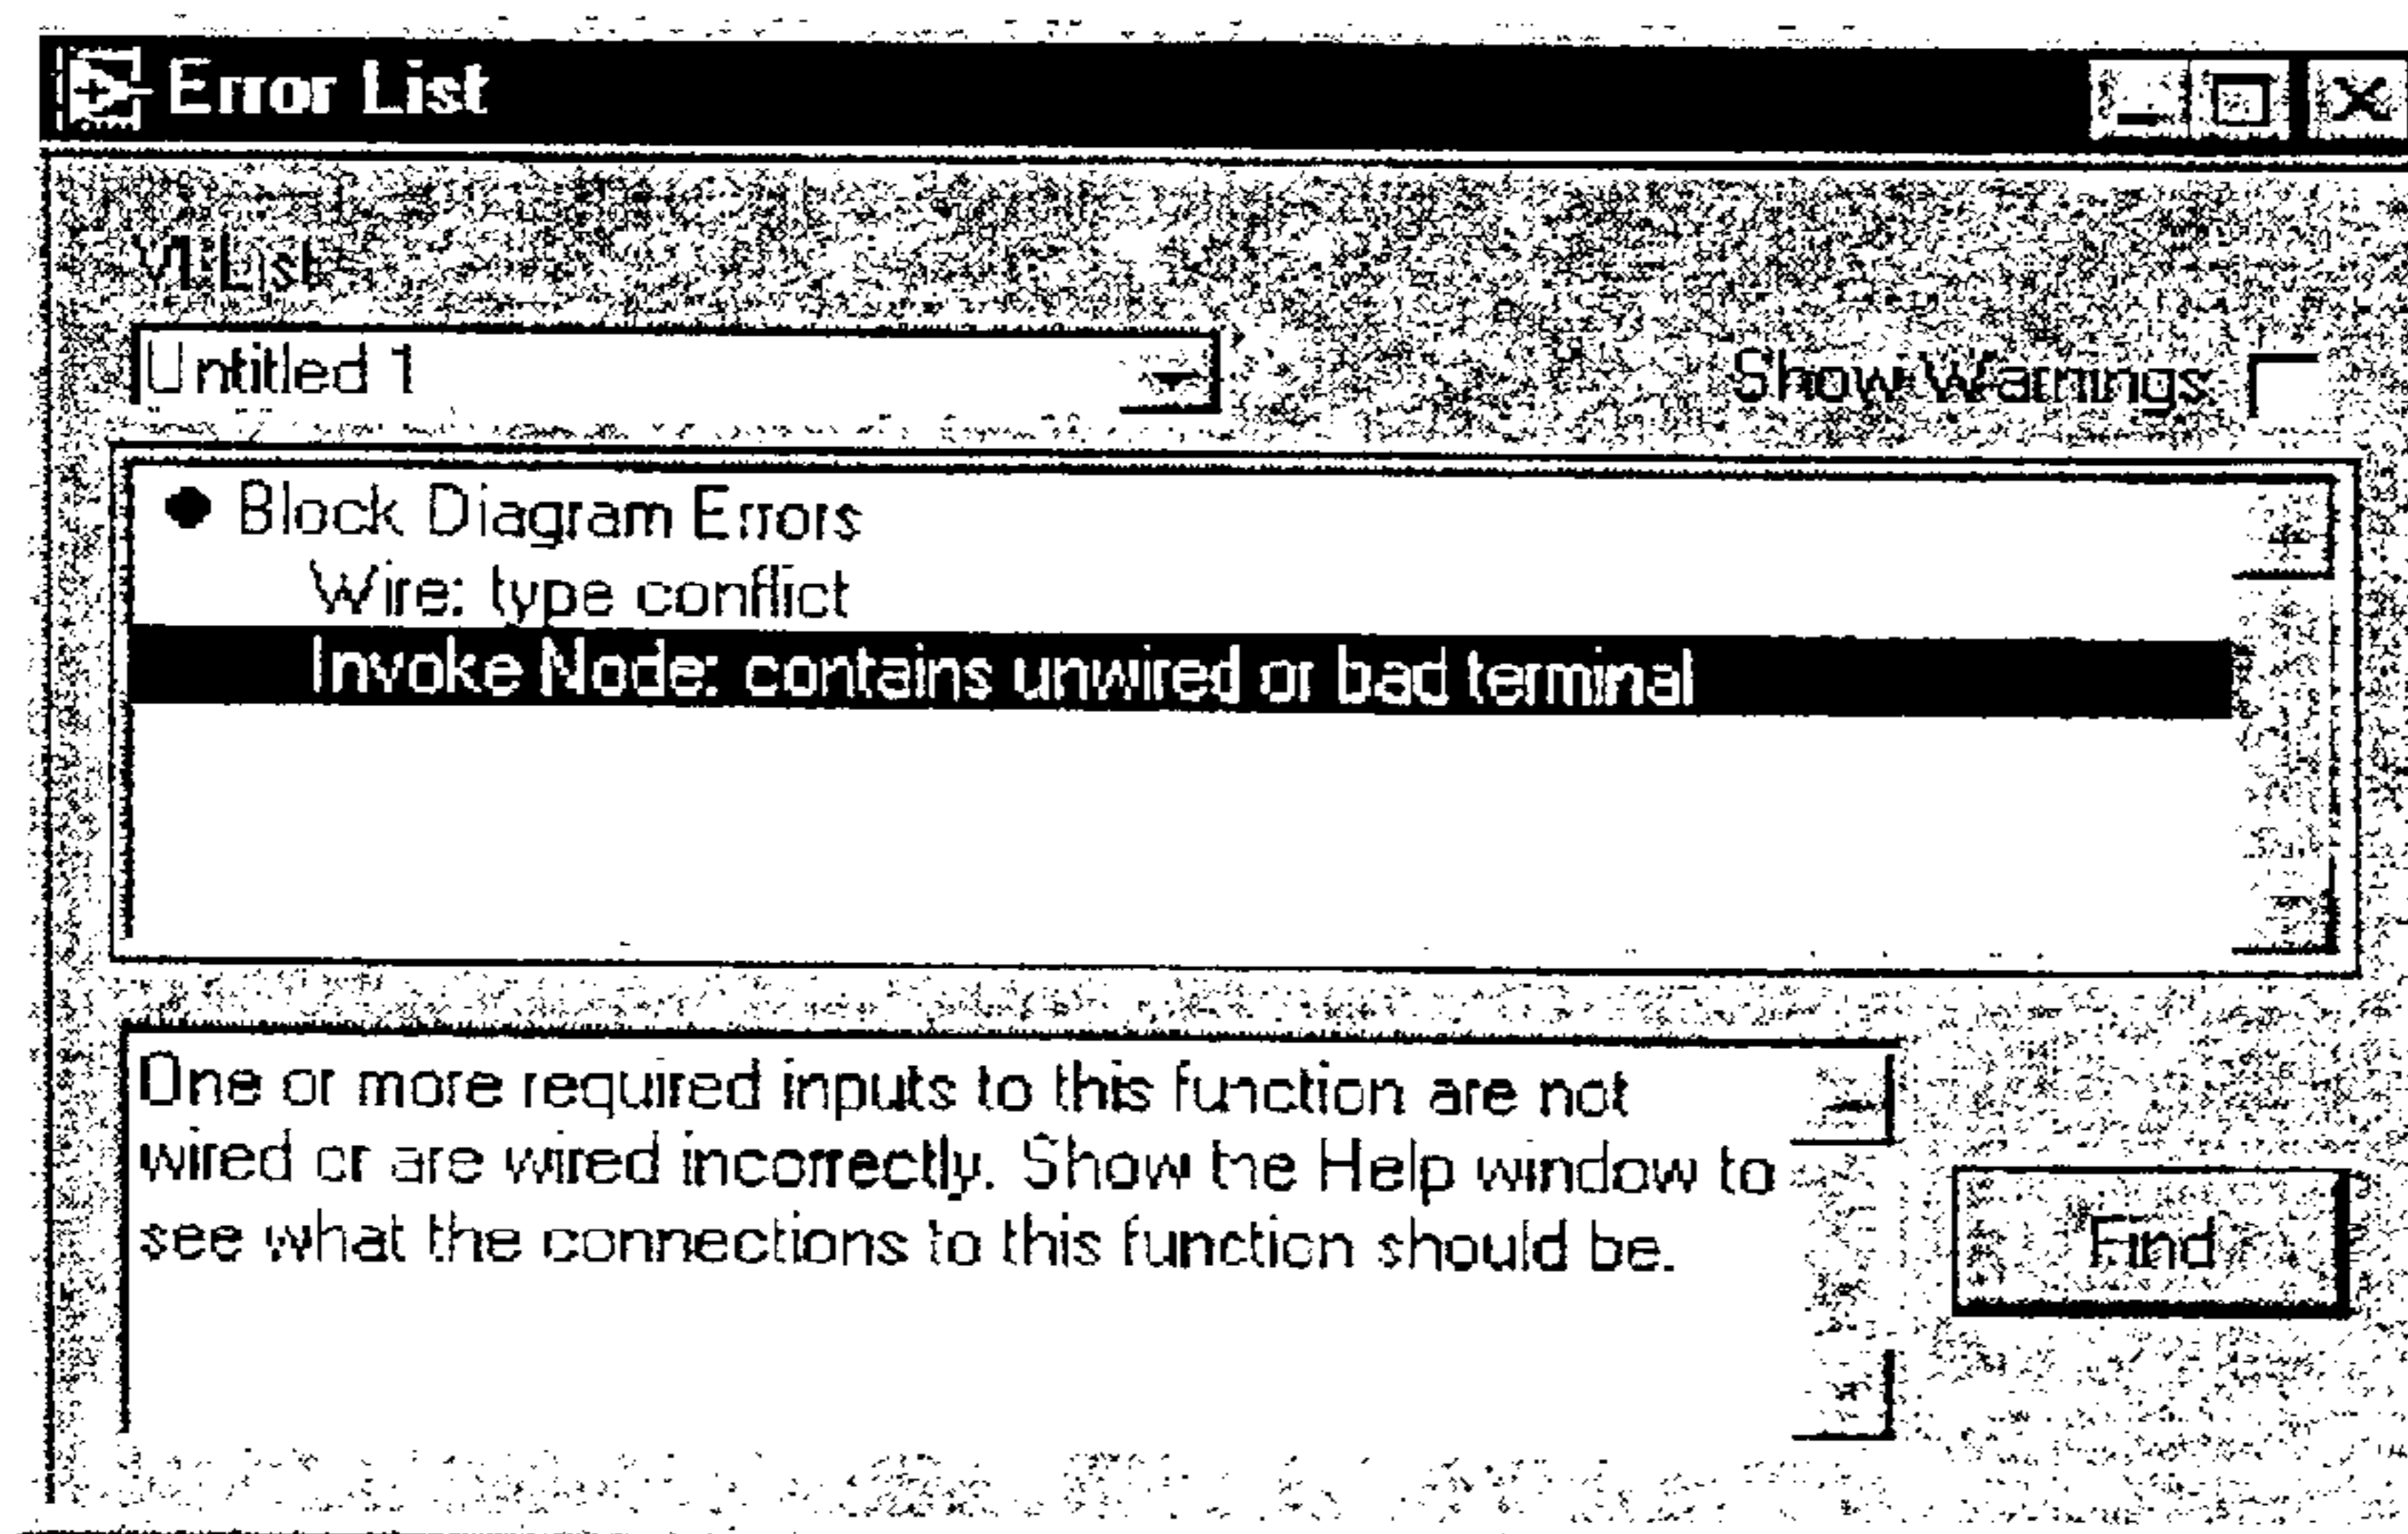 Error List
VI List
Untitled 1
Show Warnings
Block Diagram Errors
Wire: type conflict
Invoke Node: contains unwired or bad terminal
One or more required inputs to this function are not
wired or are wired incorrectly. Show the Help window to
see what the connections to this function should be.
Find